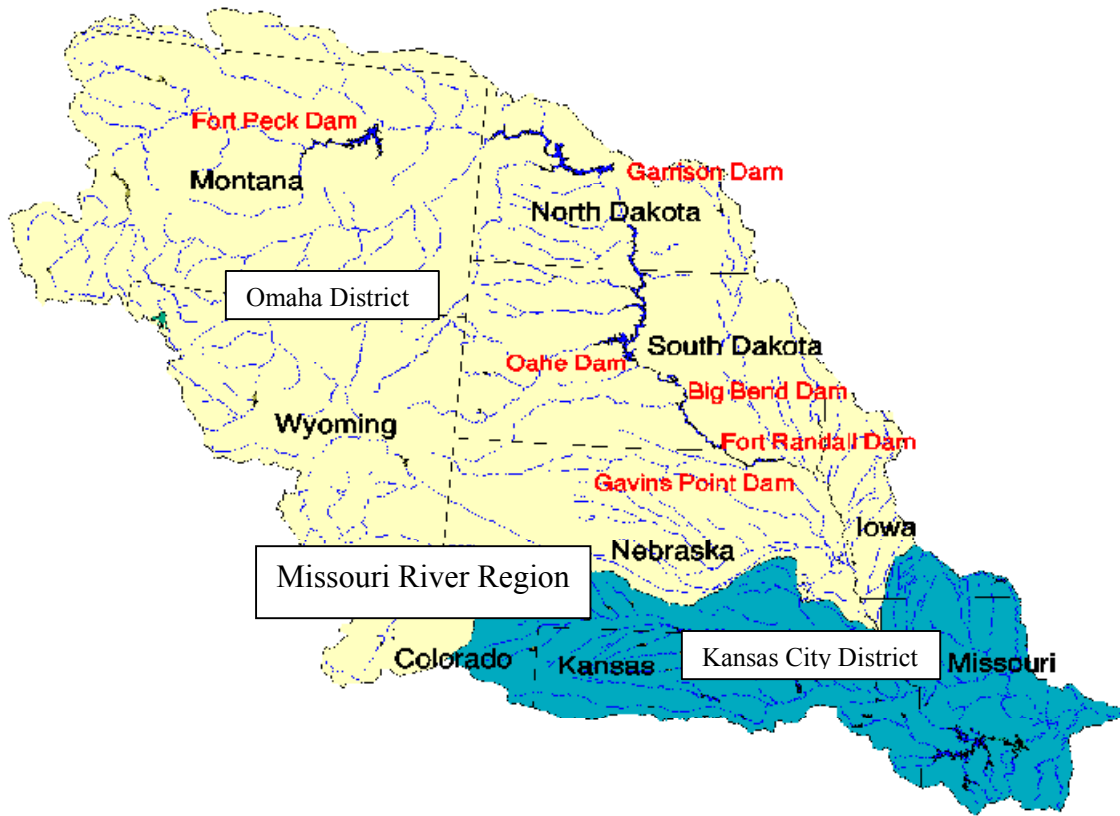 Fort Peck Dam
Garrison Dam
Montana
North Dakota
Omaha District
South Dakota
Oahe Dam
Big Bend Dam
Wyoming
Fort Randall Dam
Gavins Point Dam
Iowa
Nebraska
Missouri River Region
Colorado
Kansas
Kansas City District
Missouri